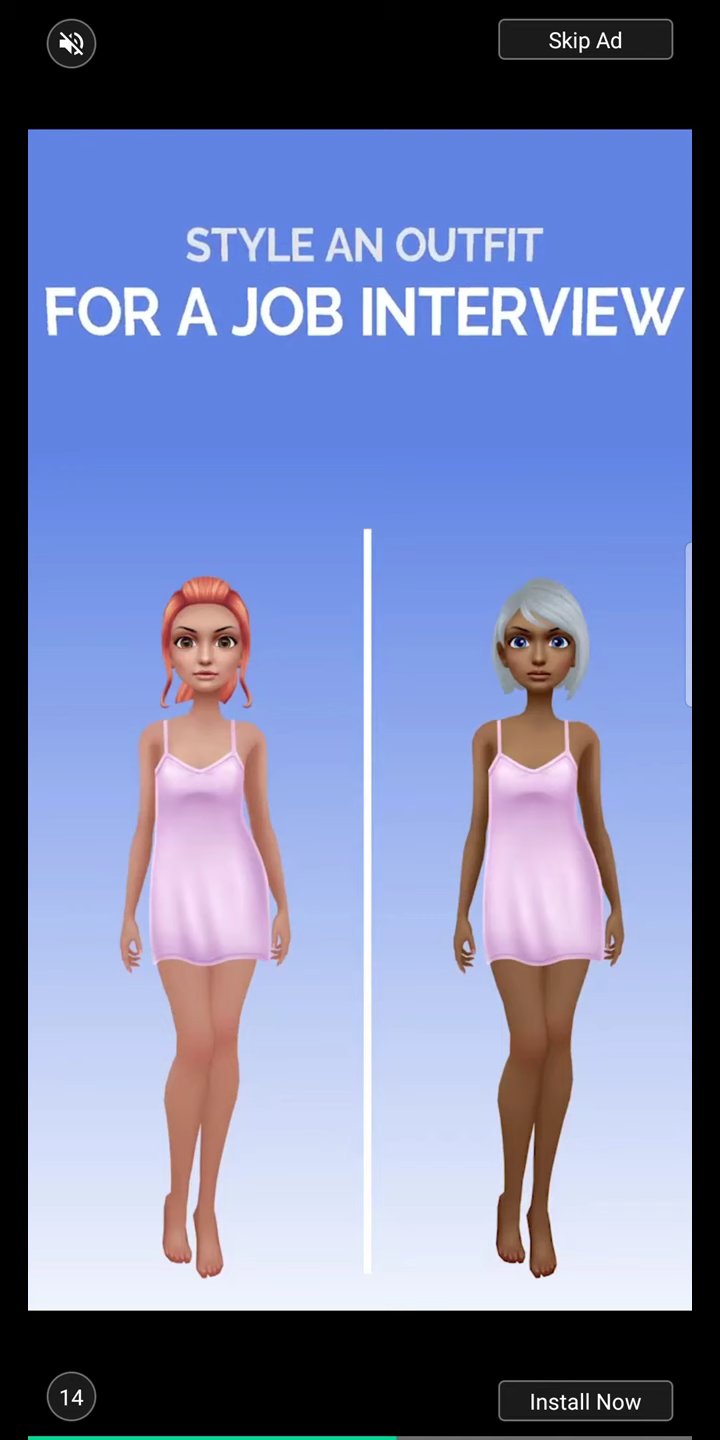 Skip Ad
STYLE AN OUTFIT
FOR A JOB INTERVIEW
14
Install Now